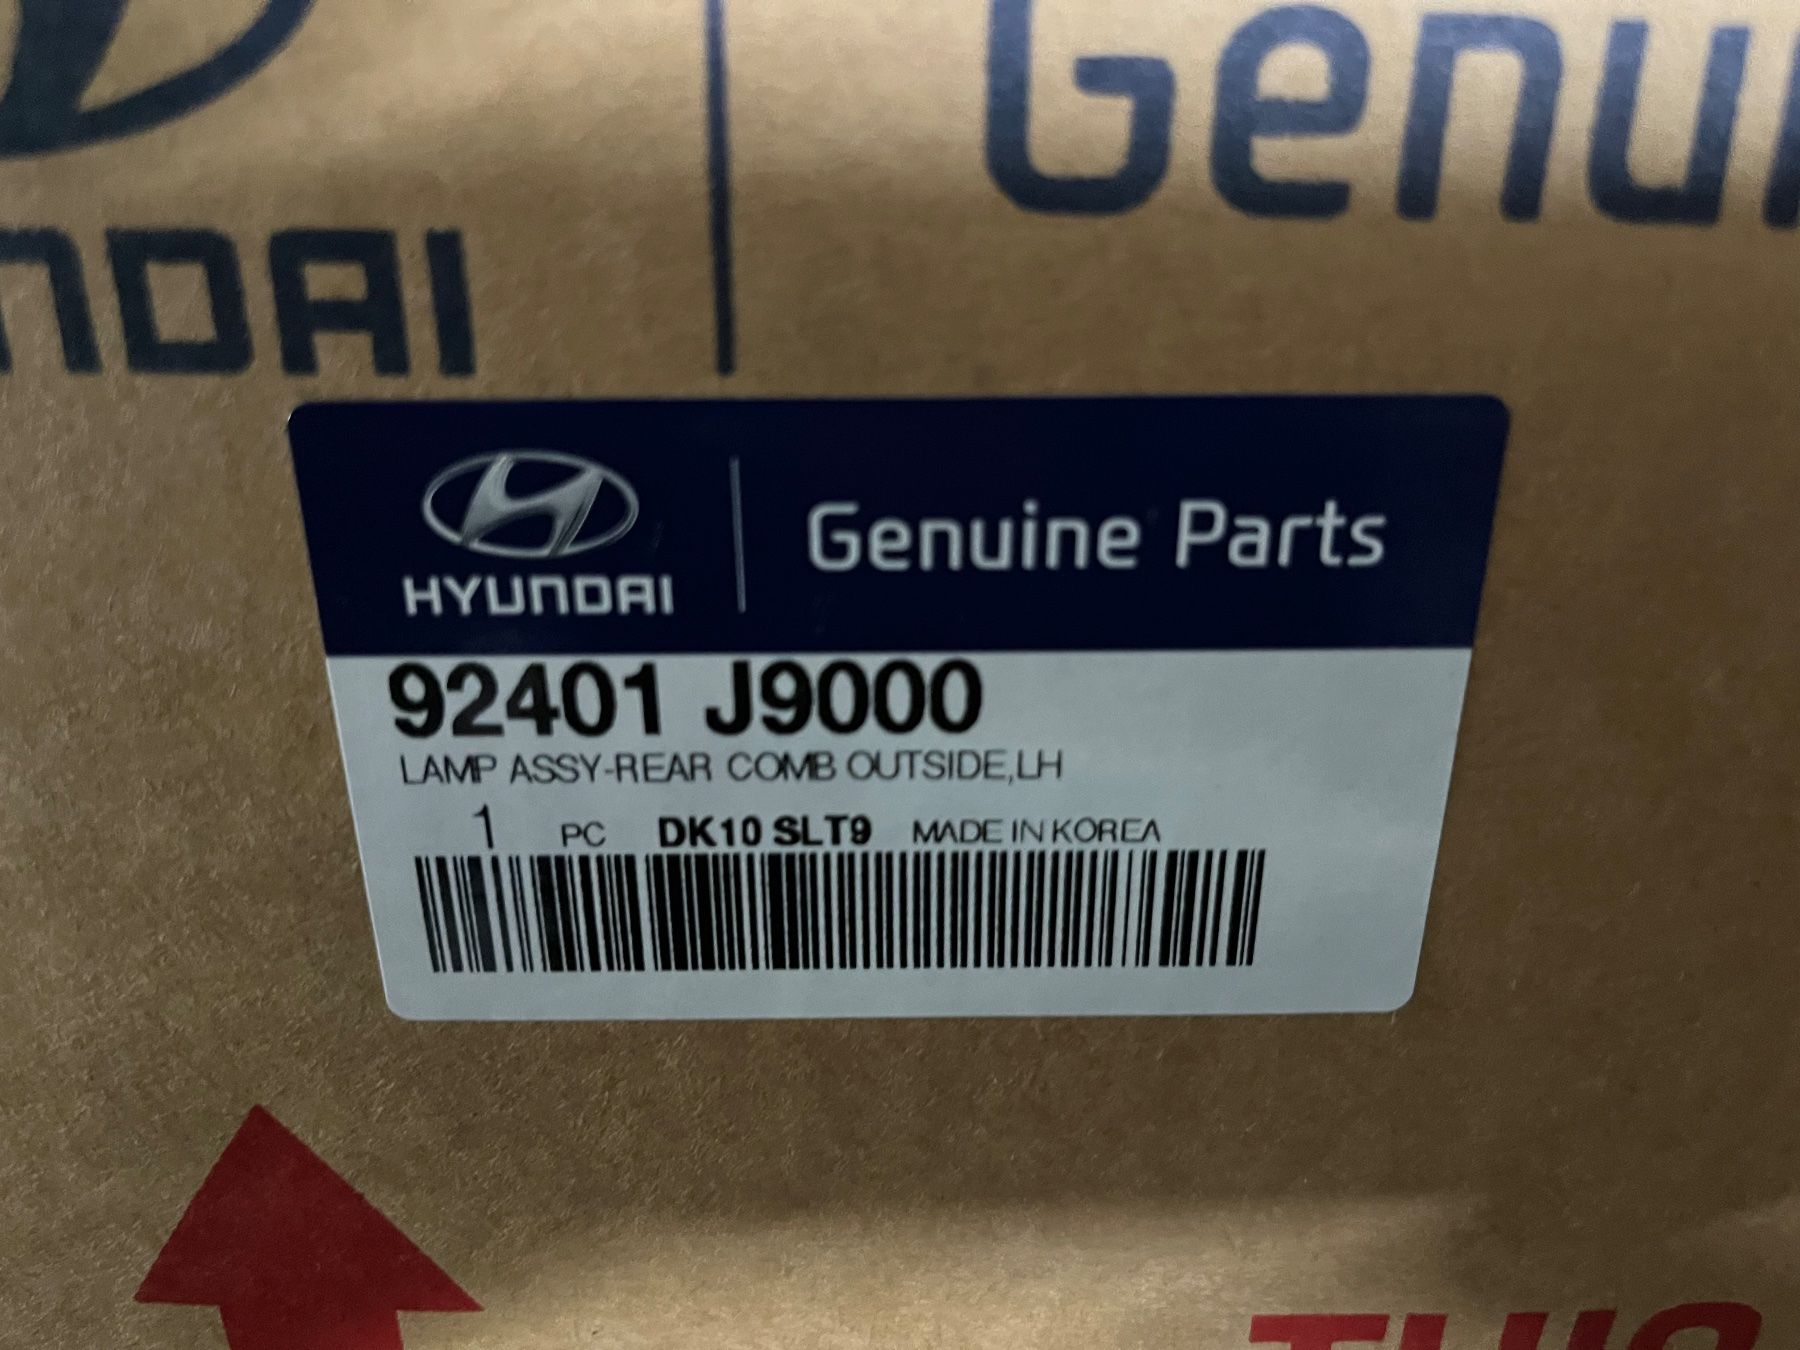 Genu
NDAI
HYUNDAI
Genuine Parts
92401 J9000
LAMP ASSY-REAR COMB OUTSIDE,LH
1 PC DK10 SLT9 MADE IN KOREA
THIS